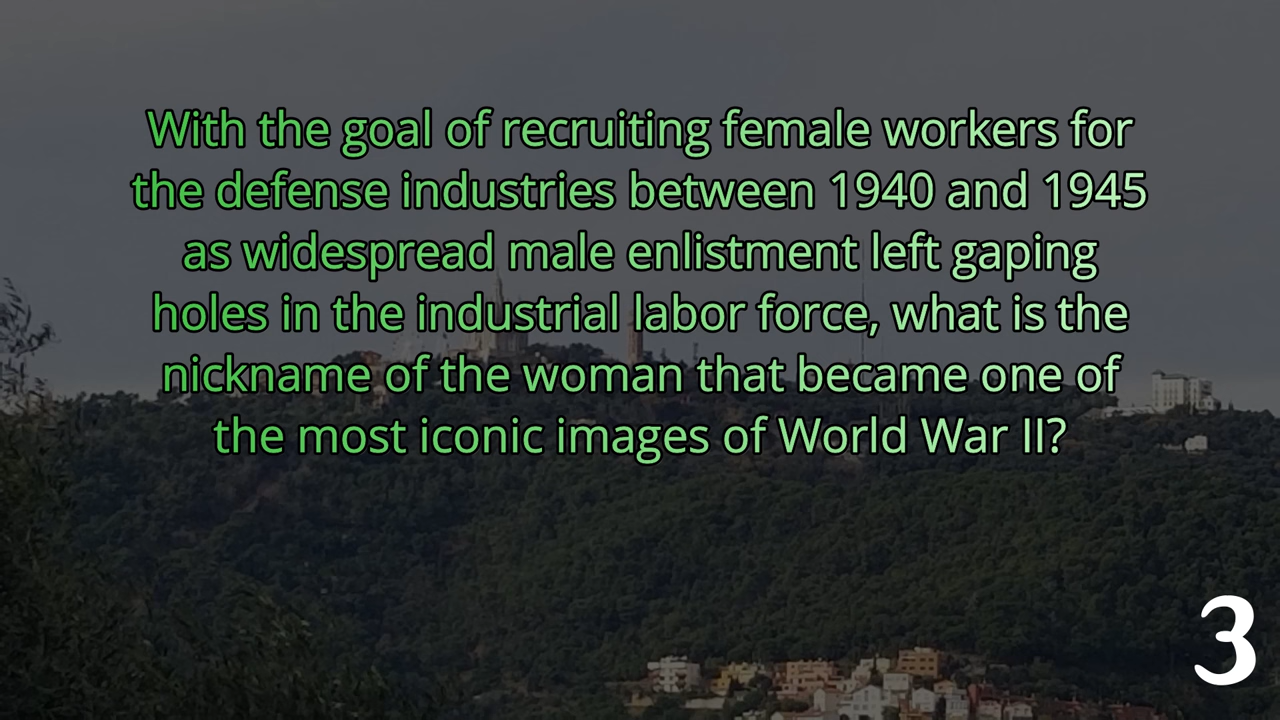 With the goal of recruiting female workers for
the defense industries between 1940 and 1945
as widespread male enlistment left gaping
holes in the industrial labor force, what is the
nickname of the woman that became one of
the most iconic images of World War II?
3